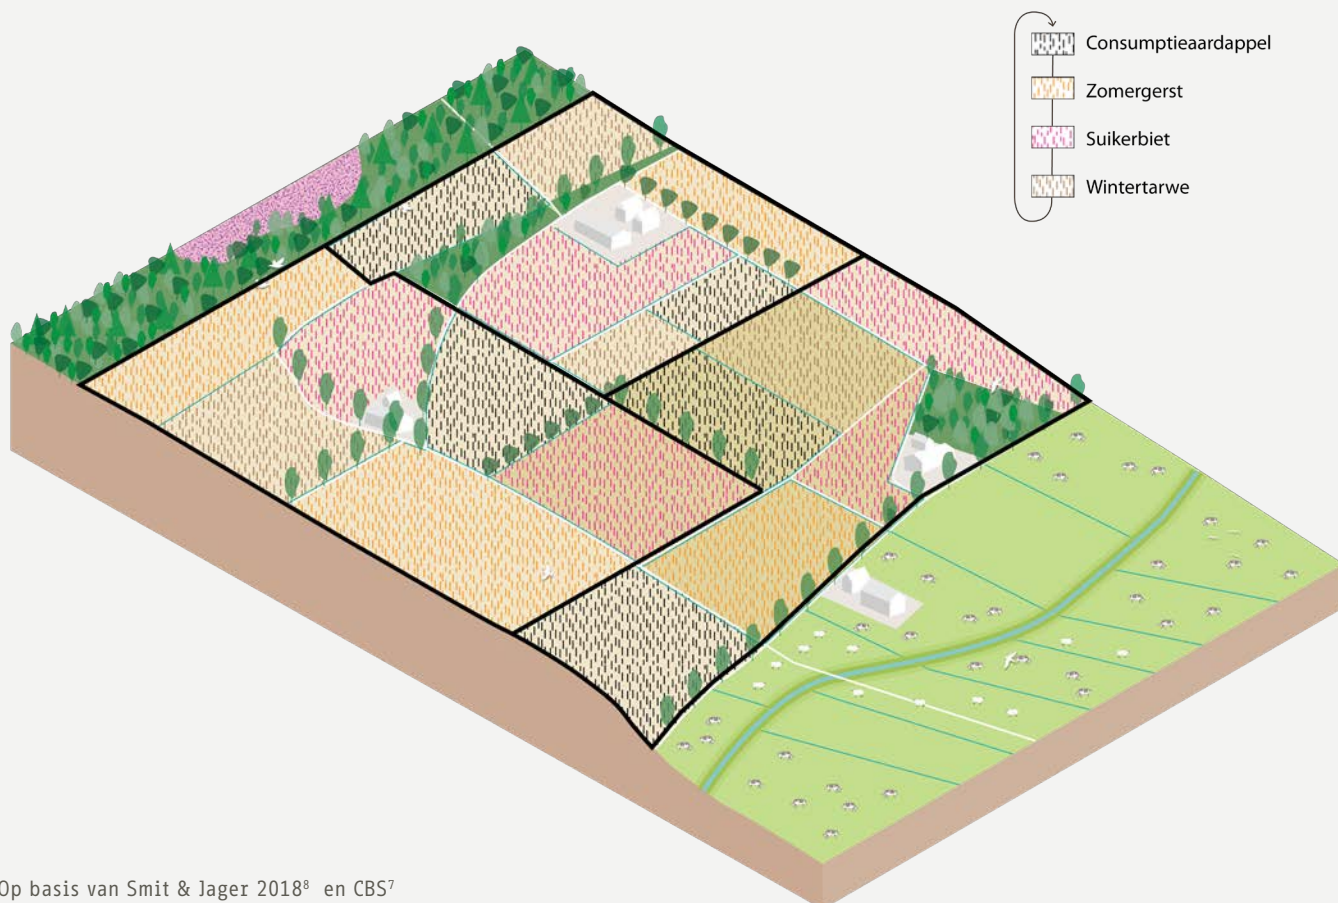 Consumptieaardappel
Zomergerst
Suikerbiet
Wintertarwe
Op basis van Smit & Jager 2018⁸ en CBS⁷